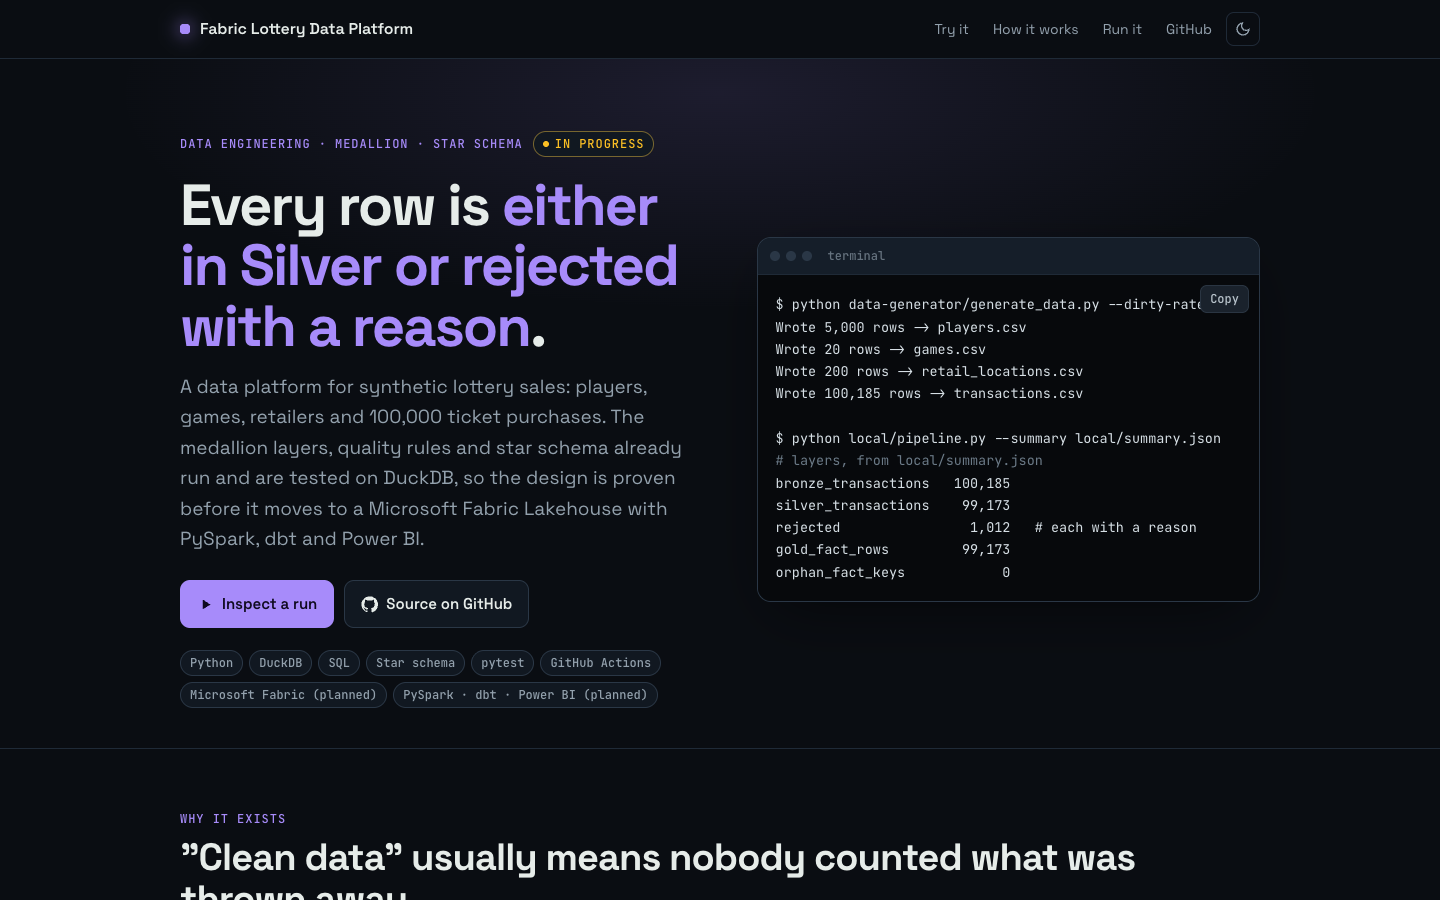 Fabric Lottery Data Platform
Try it
How it works
Run it
GitHub
DATA ENGINEERING · MEDALLION · STAR SCHEMA
IN PROGRESS
Every row is either
in Silver or rejected
with a reason.
A data platform for synthetic lottery sales: players,
games, retailers and 100,000 ticket purchases. The
medallion layers, quality rules and star schema already
run and are tested on DuckDB, so the design is proven
before it moves to a Microsoft Fabric Lakehouse with
PySpark, dbt and Power BI.
Inspect a run
Source on GitHub
Python
DuckDB
SQL
Star schema
pytest
GitHub Actions
Microsoft Fabric (planned)
PySpark · dbt · Power BI (planned)
terminal
Copy
$ python data-generator/generate_data.py --dirty-rate
Wrote 5,000 rows -> players.csv
Wrote 20 rows -> games.csv
Wrote 200 rows -> retail_locations.csv
Wrote 100,185 rows -> transactions.csv
$ python local/pipeline.py --summary local/summary.json
# layers, from local/summary.json
bronze_transactions 100,185
silver_transactions 99,173
rejected 1,012 # each with a reason
gold_fact_rows 99,173
orphan_fact_keys 0
WHY IT EXISTS
”Clean data” usually means nobody counted what was
thrown away